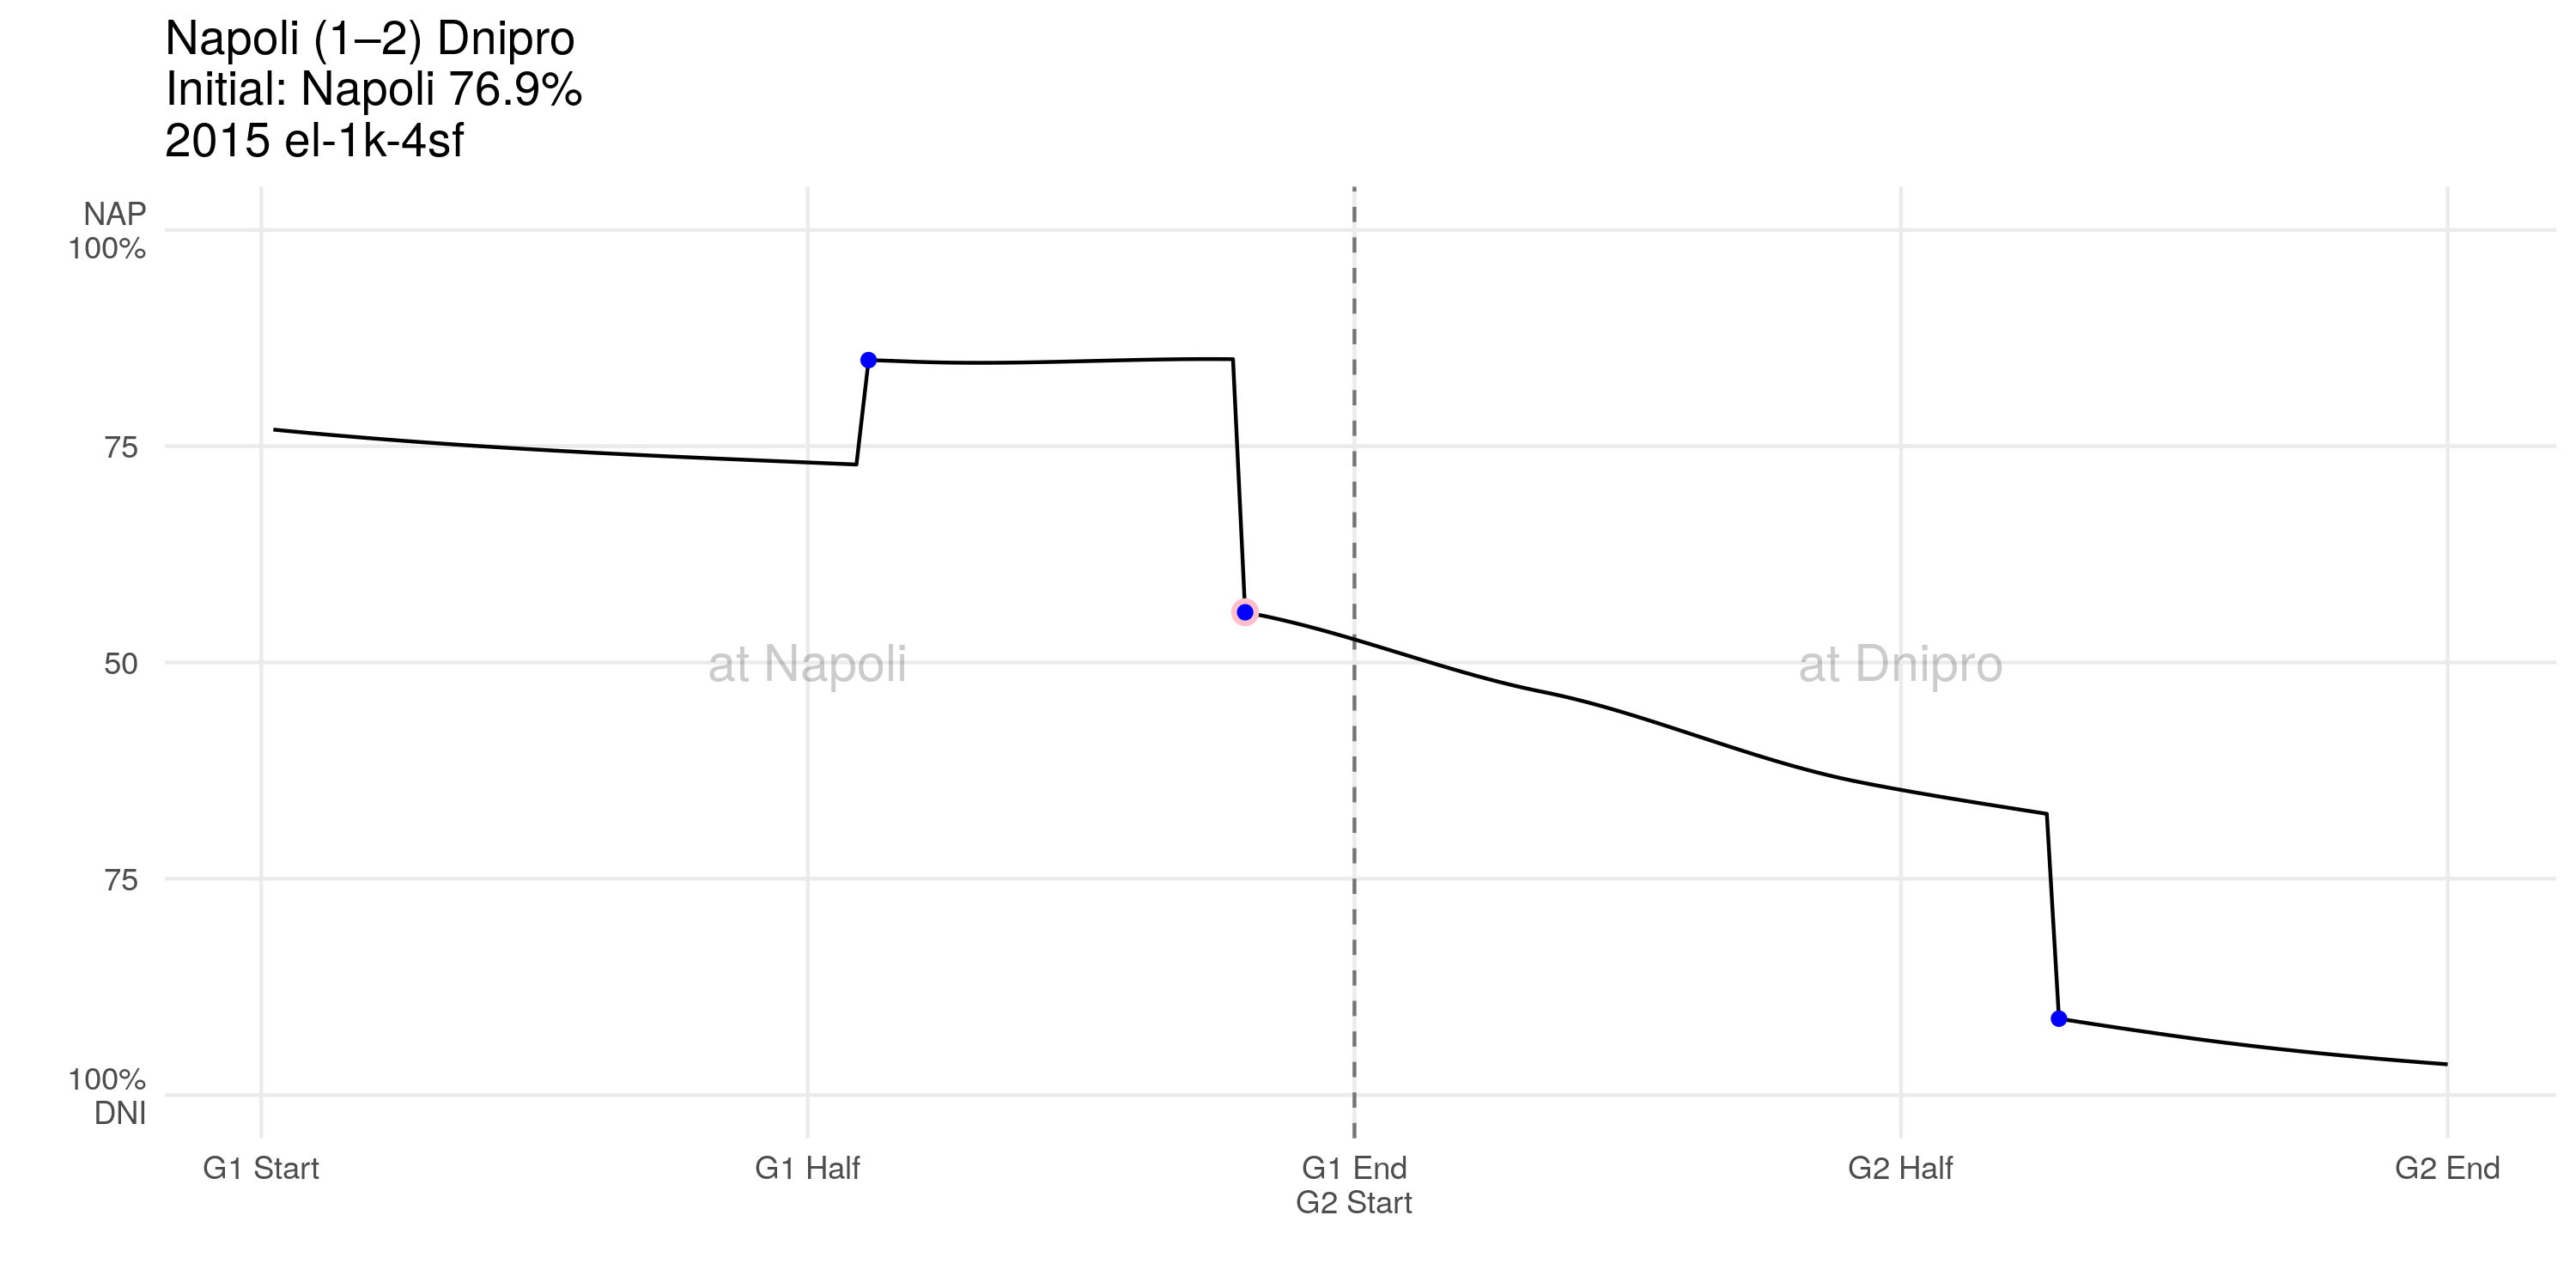 Napoli (1–2) Dnipro
Initial: Napoli 76.9%
2015 el-1k-4sf
NAP
100%
75
50
75
100%
DNI
at Napoli
at Dnipro
G1 Start
G1 Half
G1 End
G2 Start
G2 Half
G2 End